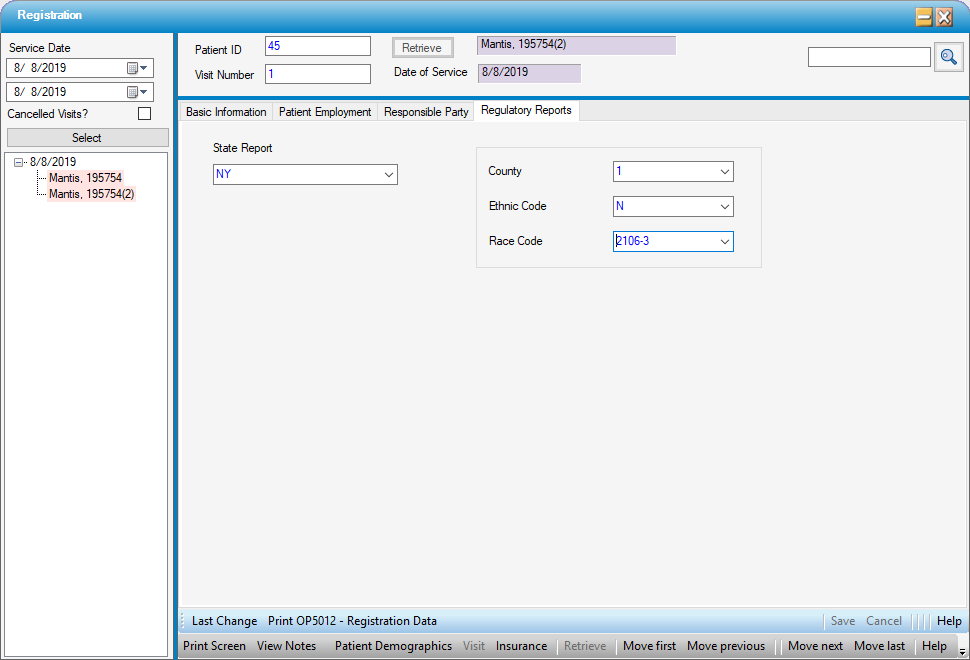 Registration
Service Date
8/ 8/2019
8/ 8/2019
Cancelled Visits?
Select
8/8/2019
Mantis, 195754
Mantis, 195754(2)
Patient ID
45
Retrieve
Mantis, 195754(2)
Visit Number
1
Date of Service
8/8/2019
Basic Information
Patient Employment
Responsible Party
Regulatory Reports
State Report
NY
County
1
Ethnic Code
N
Race Code
2106-3
Last Change
Print OP5012 - Registration Data
Save
Cancel
Help
Print Screen
View Notes
Patient Demographics
Visit
Insurance
Retrieve
Move first
Move previous
Move next
Move last
Help